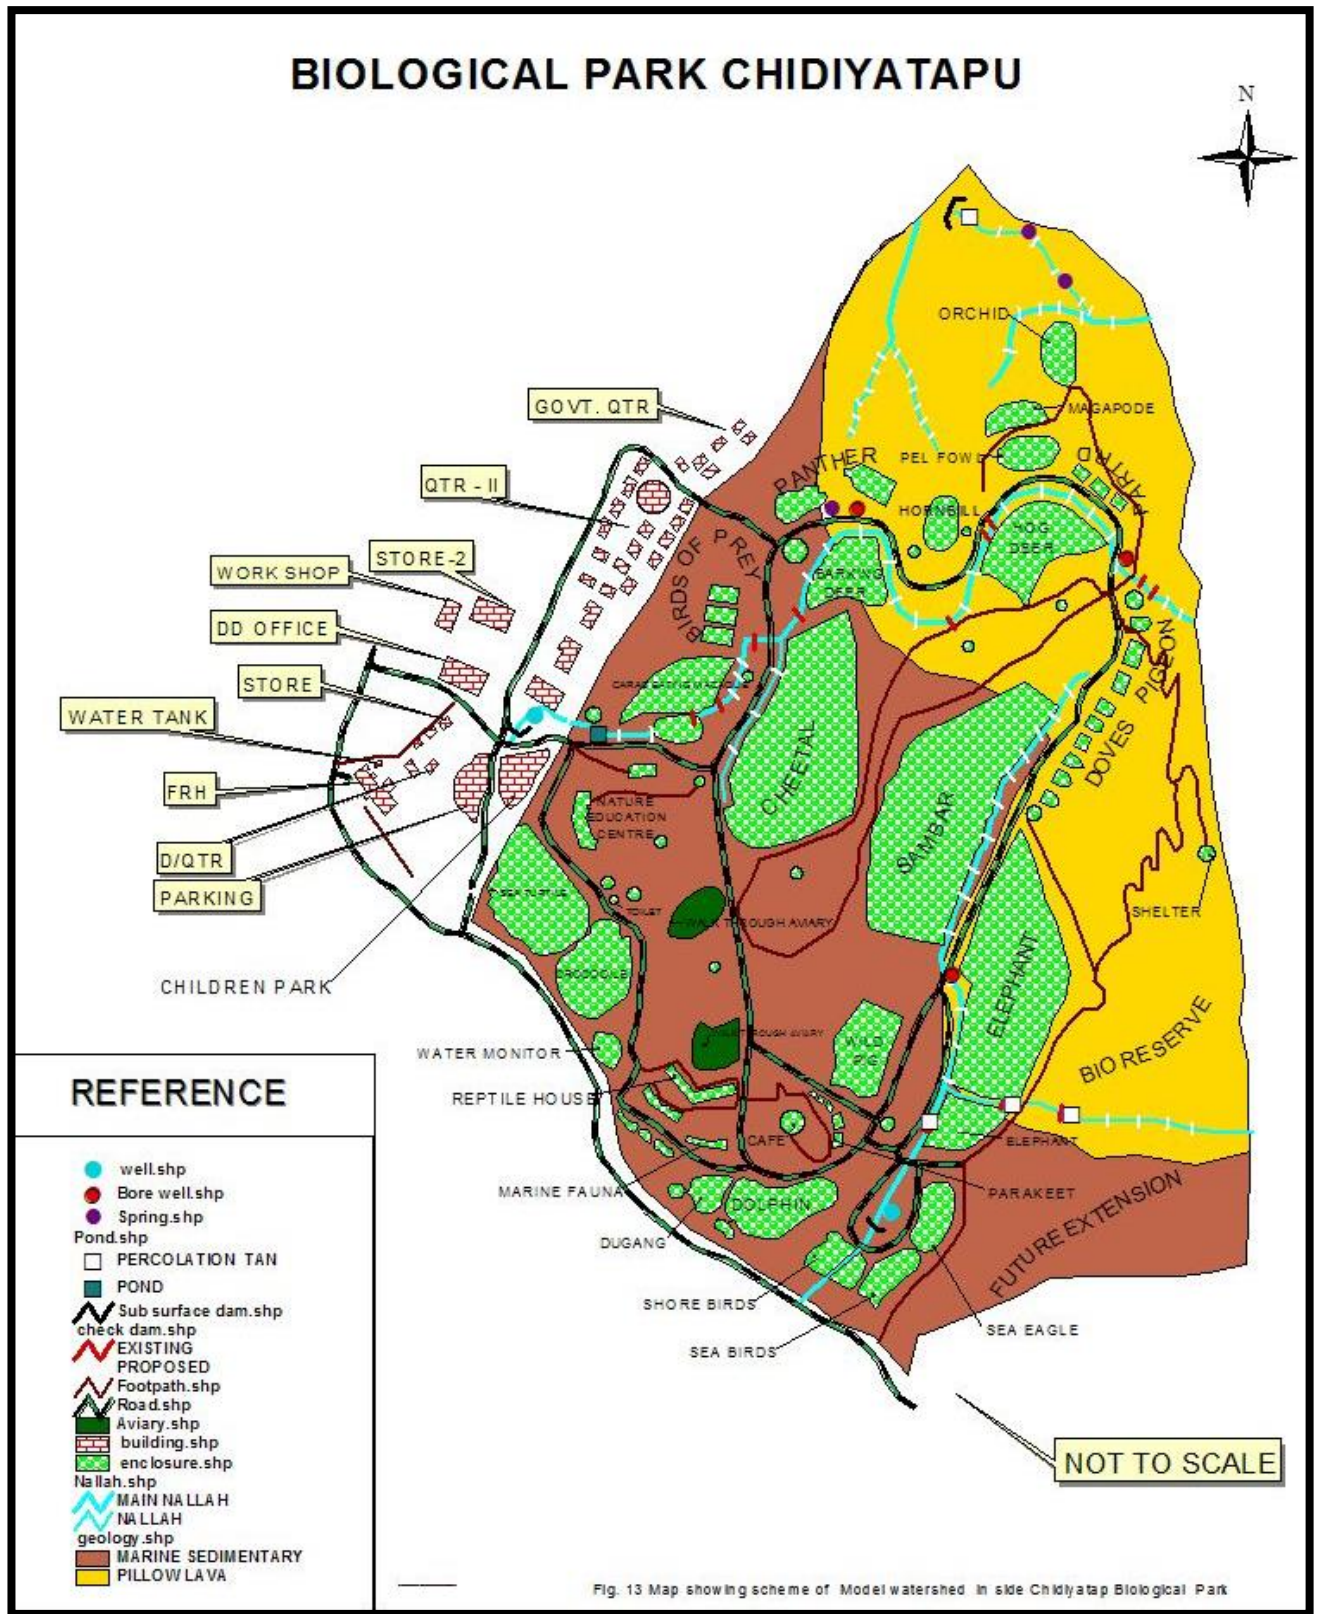 BIOLOGICAL PARK CHIDIYATAPU
N
ORCHID
GOVT. QTR
MAGAPODE
PANTHER
PEL FOWL
PARTRD
QTR - II
HORNBILL
HOG
DEER
BIRDS OF PREY
STORE-2
WORK SHOP
BARKING
DEER
DD OFFICE
STORE
PIGEON
WATER TANK
DOVES
CHEETAL
FRH
NATURE
EDUCATION
CENTRE
SAMBAR
D/QTR
PARKING
SEA TURTILE
TOILET
WALK THROUGH AVIARY
SHELTER
CHILDREN PARK
CROCODILE
ELEPHANT
BIO RESERVE
WATER MONITOR
THROUGH AVIARY
WILD
PIG
REPTILE HOUSE
CAFE
ELEPHANT
MARINE FAUNA
DOLPHIN
PARAKEET
DUGANG
FUTURE EXTENSION
SHORE BIRDS
SEA EAGLE
SEA BIRDS
NOT TO SCALE
REFERENCE
well.shp
Bore well.shp
Spring.shp
Pond.shp
PERCOLATION TAN
POND
Sub surface dam.shp
check dam.shp
EXISTING
PROPOSED
Footpath.shp
Road.shp
Aviary.shp
building.shp
enclosure.shp
Nallah.shp
MAIN NALLAH
NALLAH
geology.shp
MARINE SEDIMENTARY
PILLOW LAVA
Fig. 13 Map showing scheme of Model watershed in side Chidiyatap Biological Park